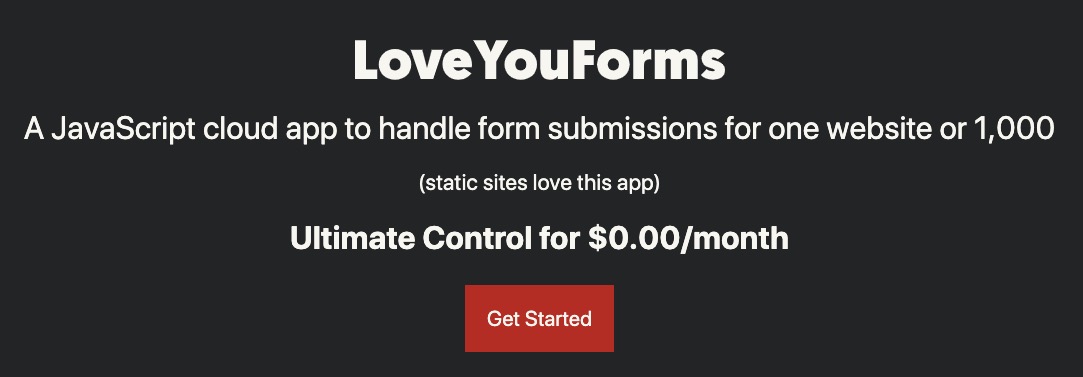 LoveYouForms
A JavaScript cloud app to handle form submissions for one website or 1,000
(static sites love this app)
Ultimate Control for $0.00/month
Get Started